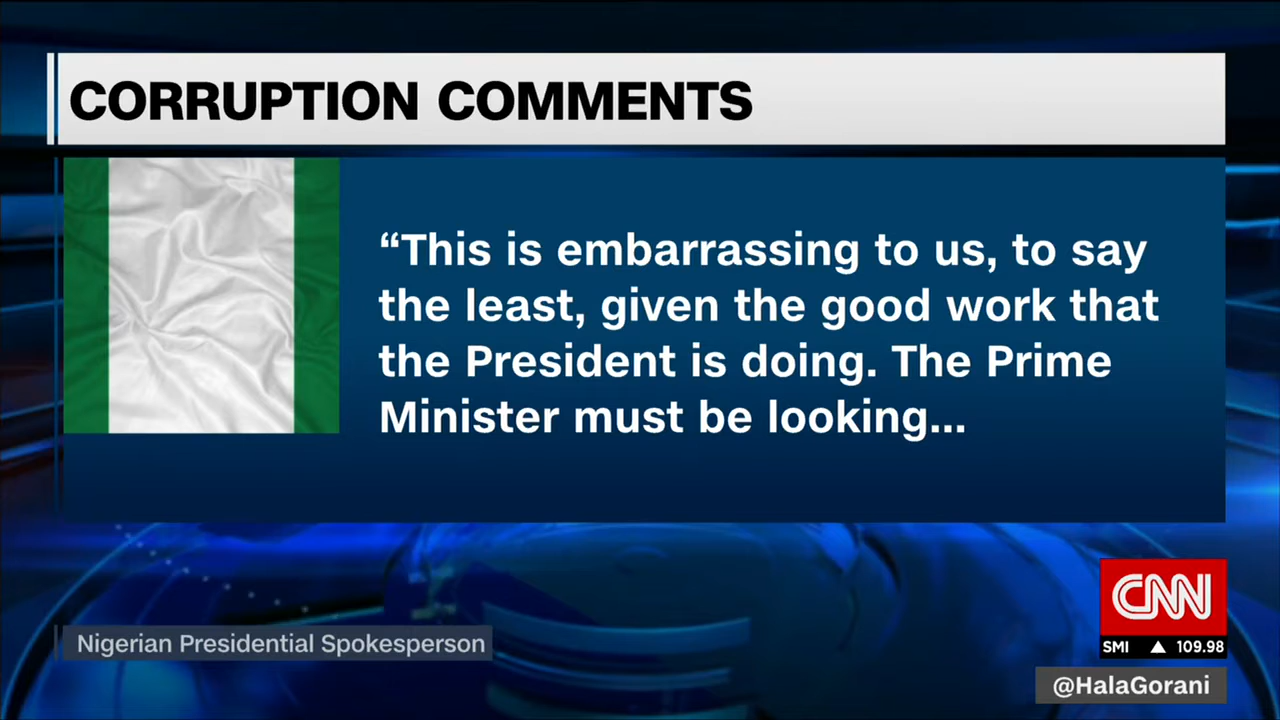 CORRUPTION COMMENTS
“This is embarrassing to us, to say
the least, given the good work that
the President is doing. The Prime
Minister must be looking...
CNN
SMI ▲ 109.98
Nigerian Presidential Spokesperson
@HalaGorani